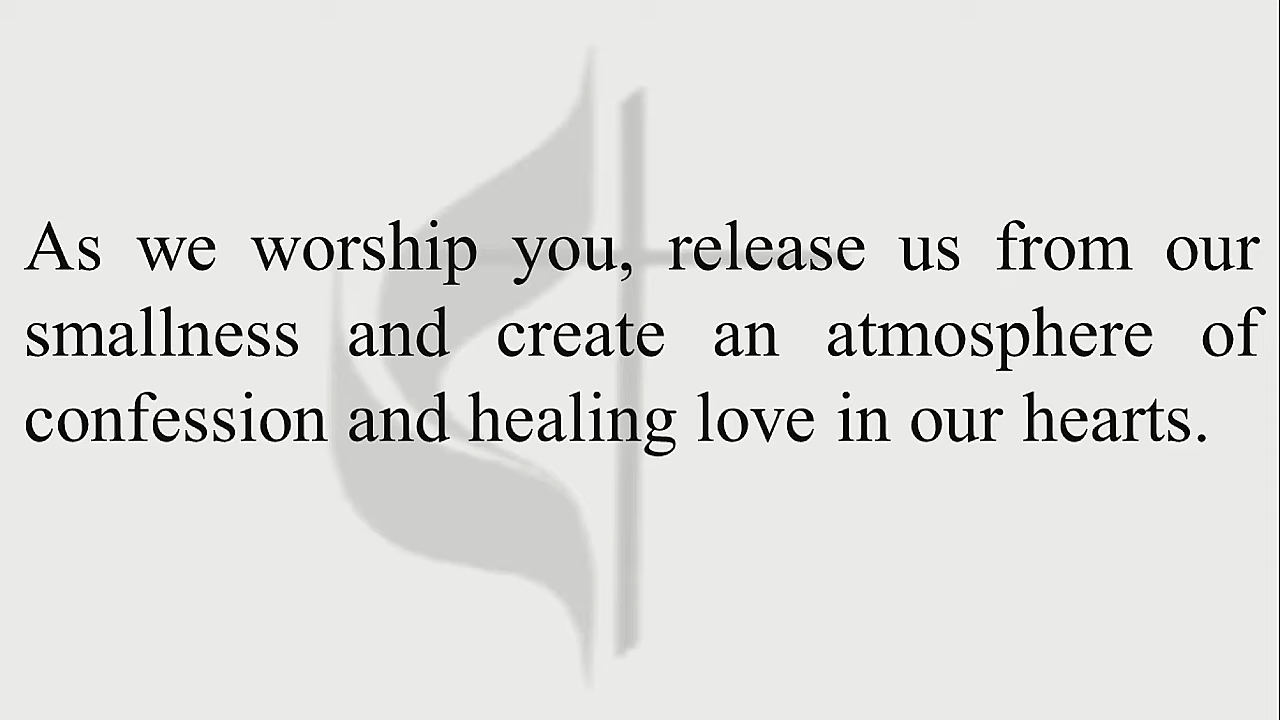 As we worship you, release us from our
smallness and create an atmosphere of
confession and healing love in our hearts.